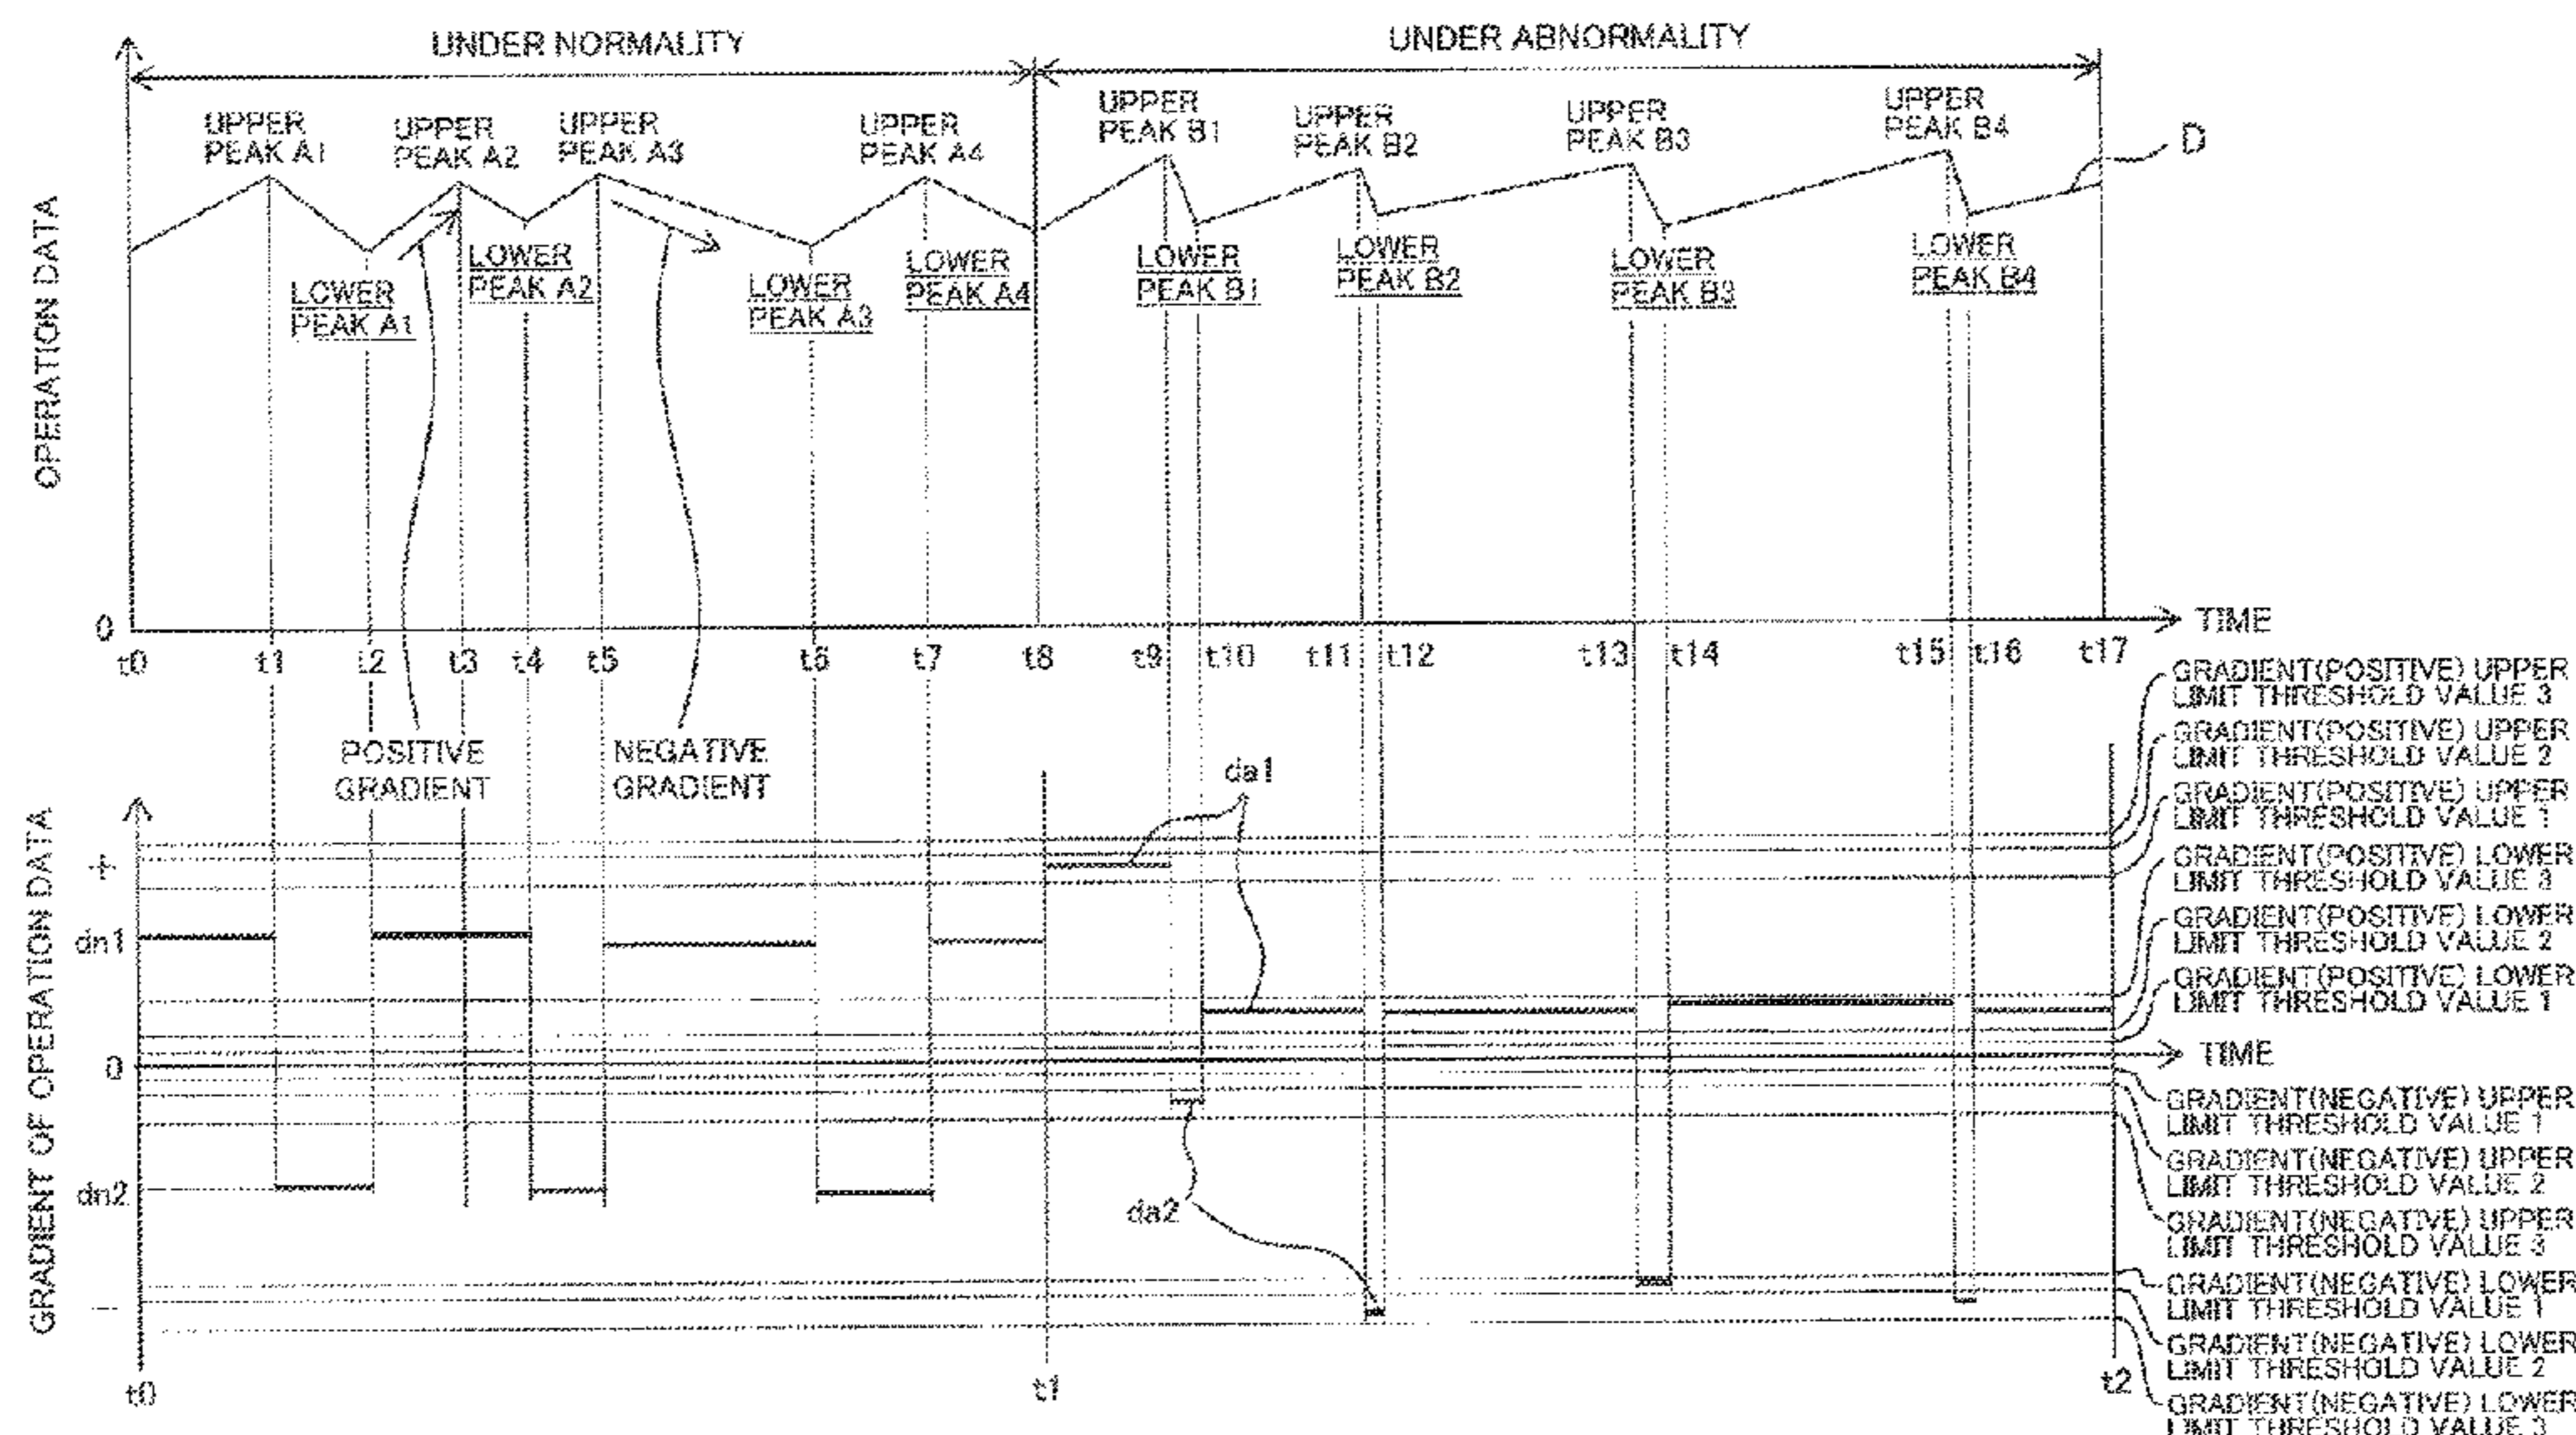 UNDER NORMALITY
UNDER ABNORMALITY
UPPER
PEAK A1
UPPER
PEAK A2
UPPER
PEAK A3
UPPER
PEAK A4
UPPER
PEAK B1
UPPER
PEAK B2
UPPER
PEAK B3
UPPER
PEAK B4
D
OPERATION DATA
LOWER
PEAK A1
LOWER
PEAK A2
LOWER
PEAK A3
LOWER
PEAK A4
LOWER
PEAK B1
LOWER
PEAK B2
LOWER
PEAK B3
LOWER
PEAK B4
0
TIME
t0 t1 t2 t3 t4 t5 t6 t7 t8 t9 t10 t11 t12 t13 t14 t15 t16 t17
POSITIVE
GRADIENT
NEGATIVE
GRADIENT
da1
GRADIENT(POSITIVE) UPPER
LIMIT THRESHOLD VALUE 3
GRADIENT(POSITIVE) UPPER
LIMIT THRESHOLD VALUE 2
GRADIENT(POSITIVE) UPPER
LIMIT THRESHOLD VALUE 1
GRADIENT(POSITIVE) LOWER
LIMIT THRESHOLD VALUE 3
GRADIENT(POSITIVE) LOWER
LIMIT THRESHOLD VALUE 2
GRADIENT(POSITIVE) LOWER
LIMIT THRESHOLD VALUE 1
GRADIENT OF OPERATION DATA
+
dn1
0
TIME
dn2
−
da2
GRADIENT(NEGATIVE) UPPER
LIMIT THRESHOLD VALUE 1
GRADIENT(NEGATIVE) UPPER
LIMIT THRESHOLD VALUE 2
GRADIENT(NEGATIVE) UPPER
LIMIT THRESHOLD VALUE 3
GRADIENT(NEGATIVE) LOWER
LIMIT THRESHOLD VALUE 1
GRADIENT(NEGATIVE) LOWER
LIMIT THRESHOLD VALUE 2
GRADIENT(NEGATIVE) LOWER
LIMIT THRESHOLD VALUE 3
t0 t1 t2